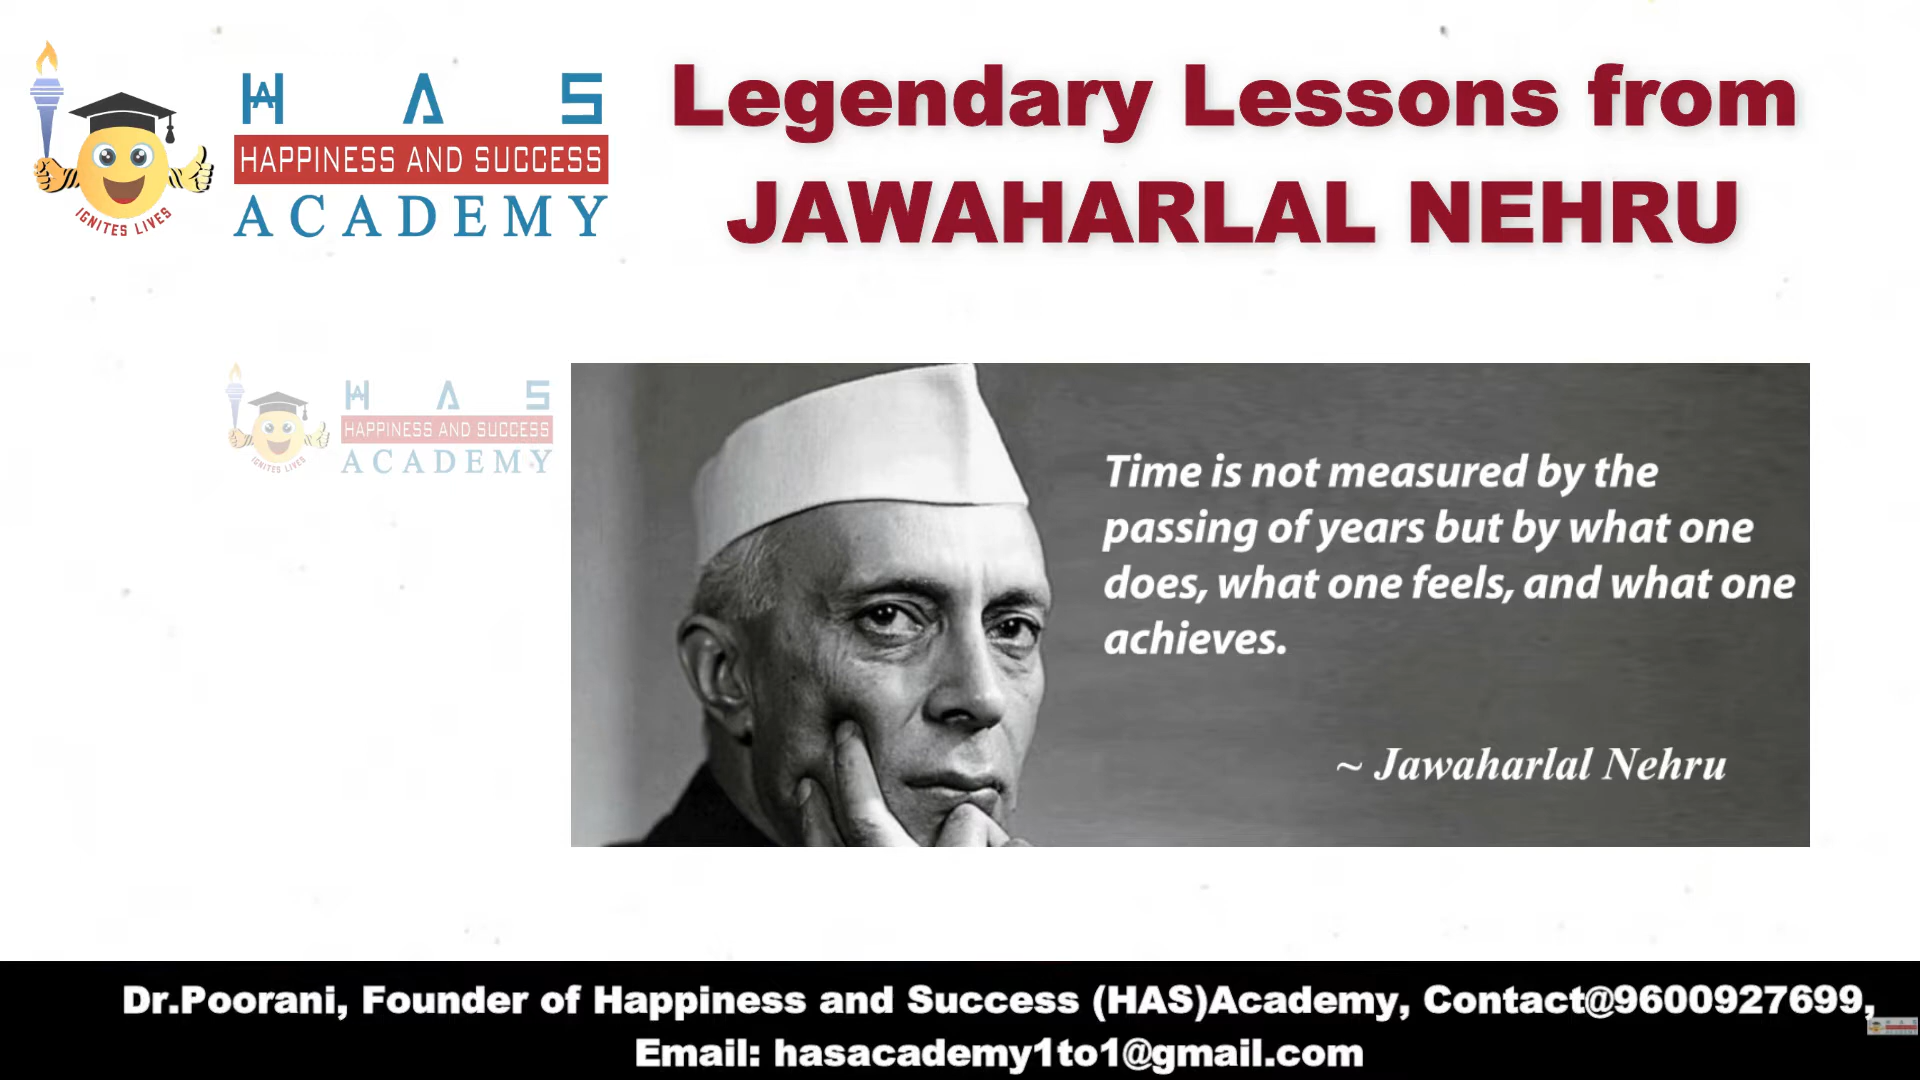 H A S
HAPPINESS AND SUCCESS
ACADEMY
IGNITES LIVES
Legendary Lessons from
JAWAHARLAL NEHRU
H A S
HAPPINESS AND SUCCESS
ACADEMY
IGNITES LIVES
Time is not measured by the
passing of years but by what one
does, what one feels, and what one
achieves.
~ Jawaharlal Nehru
Dr.Poorani, Founder of Happiness and Success (HAS)Academy, Contact@9600927699,
Email: hasacademy1to1@gmail.com